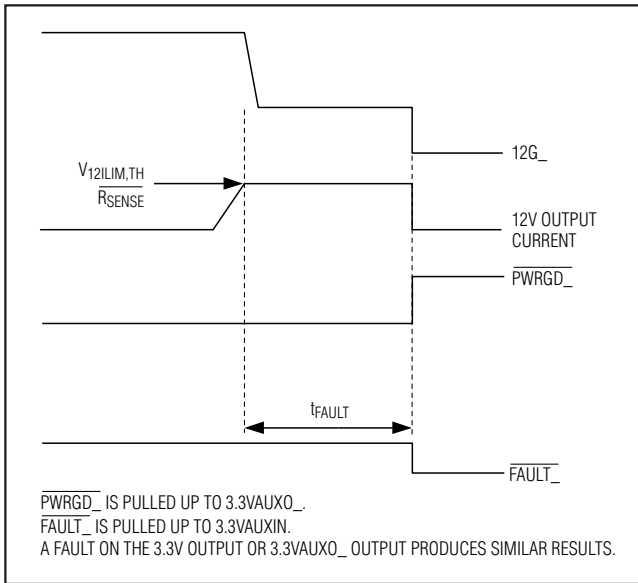 12G_
V12ILIM,TH
RSENSE
12V OUTPUT
CURRENT
PWRGD_
tFAULT
FAULT_
PWRGD_ IS PULLED UP TO 3.3VAUXO_.
FAULT_ IS PULLED UP TO 3.3VAUXIN.
A FAULT ON THE 3.3V OUTPUT OR 3.3VAUXO_ OUTPUT PRODUCES SIMILAR RESULTS.